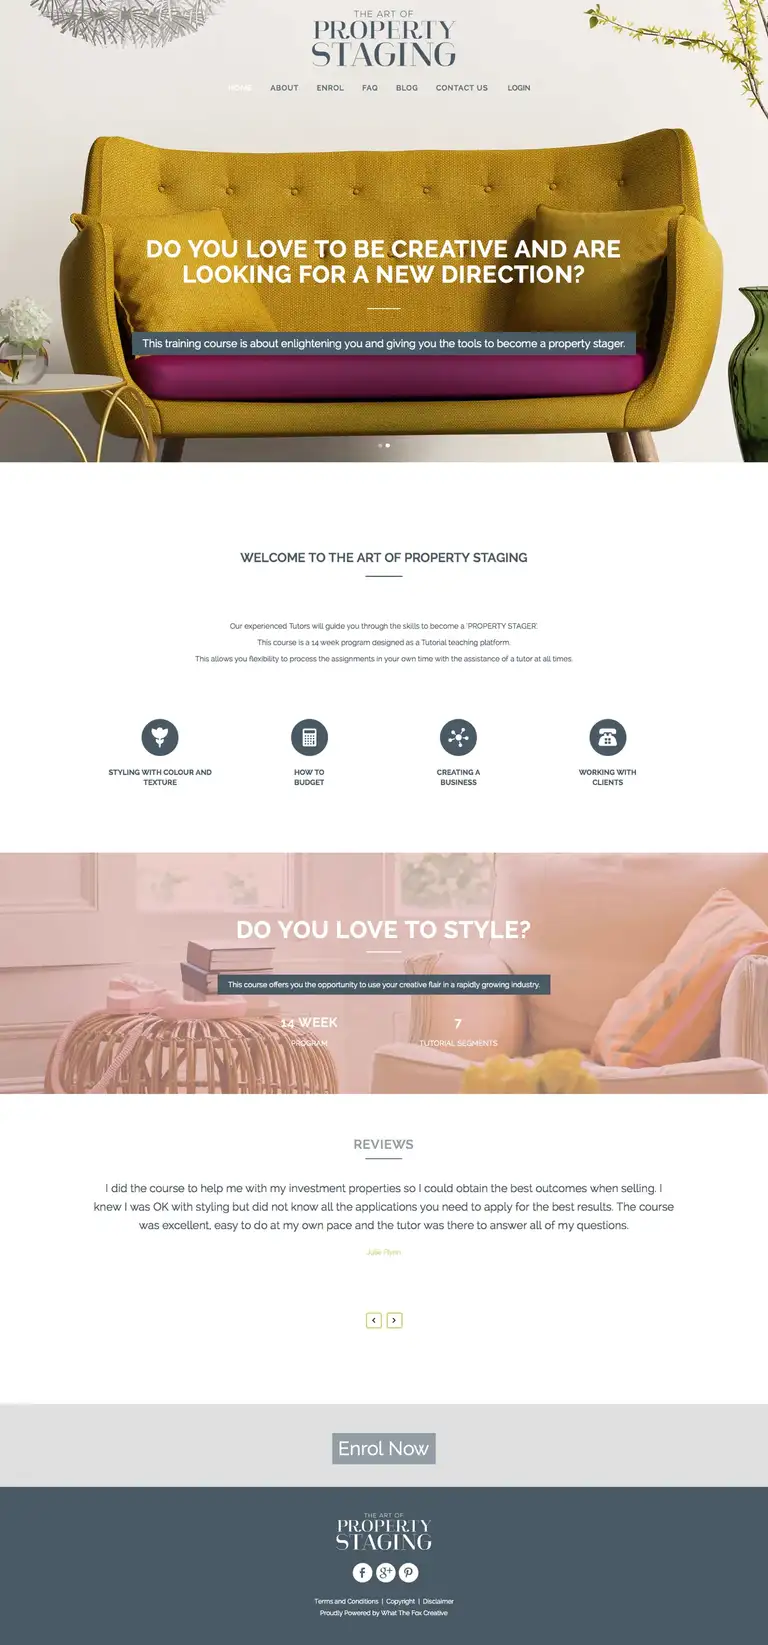 THE ART OF
PROPERTY
STAGING
HOME ABOUT ENROL FAQ BLOG CONTACT US LOGIN
DO YOU LOVE TO BE CREATIVE AND ARE
LOOKING FOR A NEW DIRECTION?
This training course is about enlightening you and giving you the tools to become a property stager.
WELCOME TO THE ART OF PROPERTY STAGING
Our experienced Tutors will guide you through the skills to become a 'PROPERTY STAGER'.
This course is a 14 week program designed as a Tutorial teaching platform.
This allows you flexibility to process the assignments in your own time with the assistance of a tutor at all times.
STYLING WITH COLOUR AND
TEXTURE
HOW TO
BUDGET
CREATING A
BUSINESS
WORKING WITH
CLIENTS
DO YOU LOVE TO STYLE?
This course offers you the opportunity to use your creative flair in a rapidly growing industry.
14 WEEK
PROGRAM
7
TUTORIAL SEGMENTS
REVIEWS
I did the course to help me with my investment properties so I could obtain the best outcomes when selling. I
knew I was OK with styling but did not know all the applications you need to apply for the best results. The course
was excellent, easy to do at my own pace and the tutor was there to answer all of my questions.
Enrol Now
THE ART OF
PROPERTY
STAGING
Terms and Conditions | Copyright | Disclaimer
Proudly Powered by What The Fox Creative